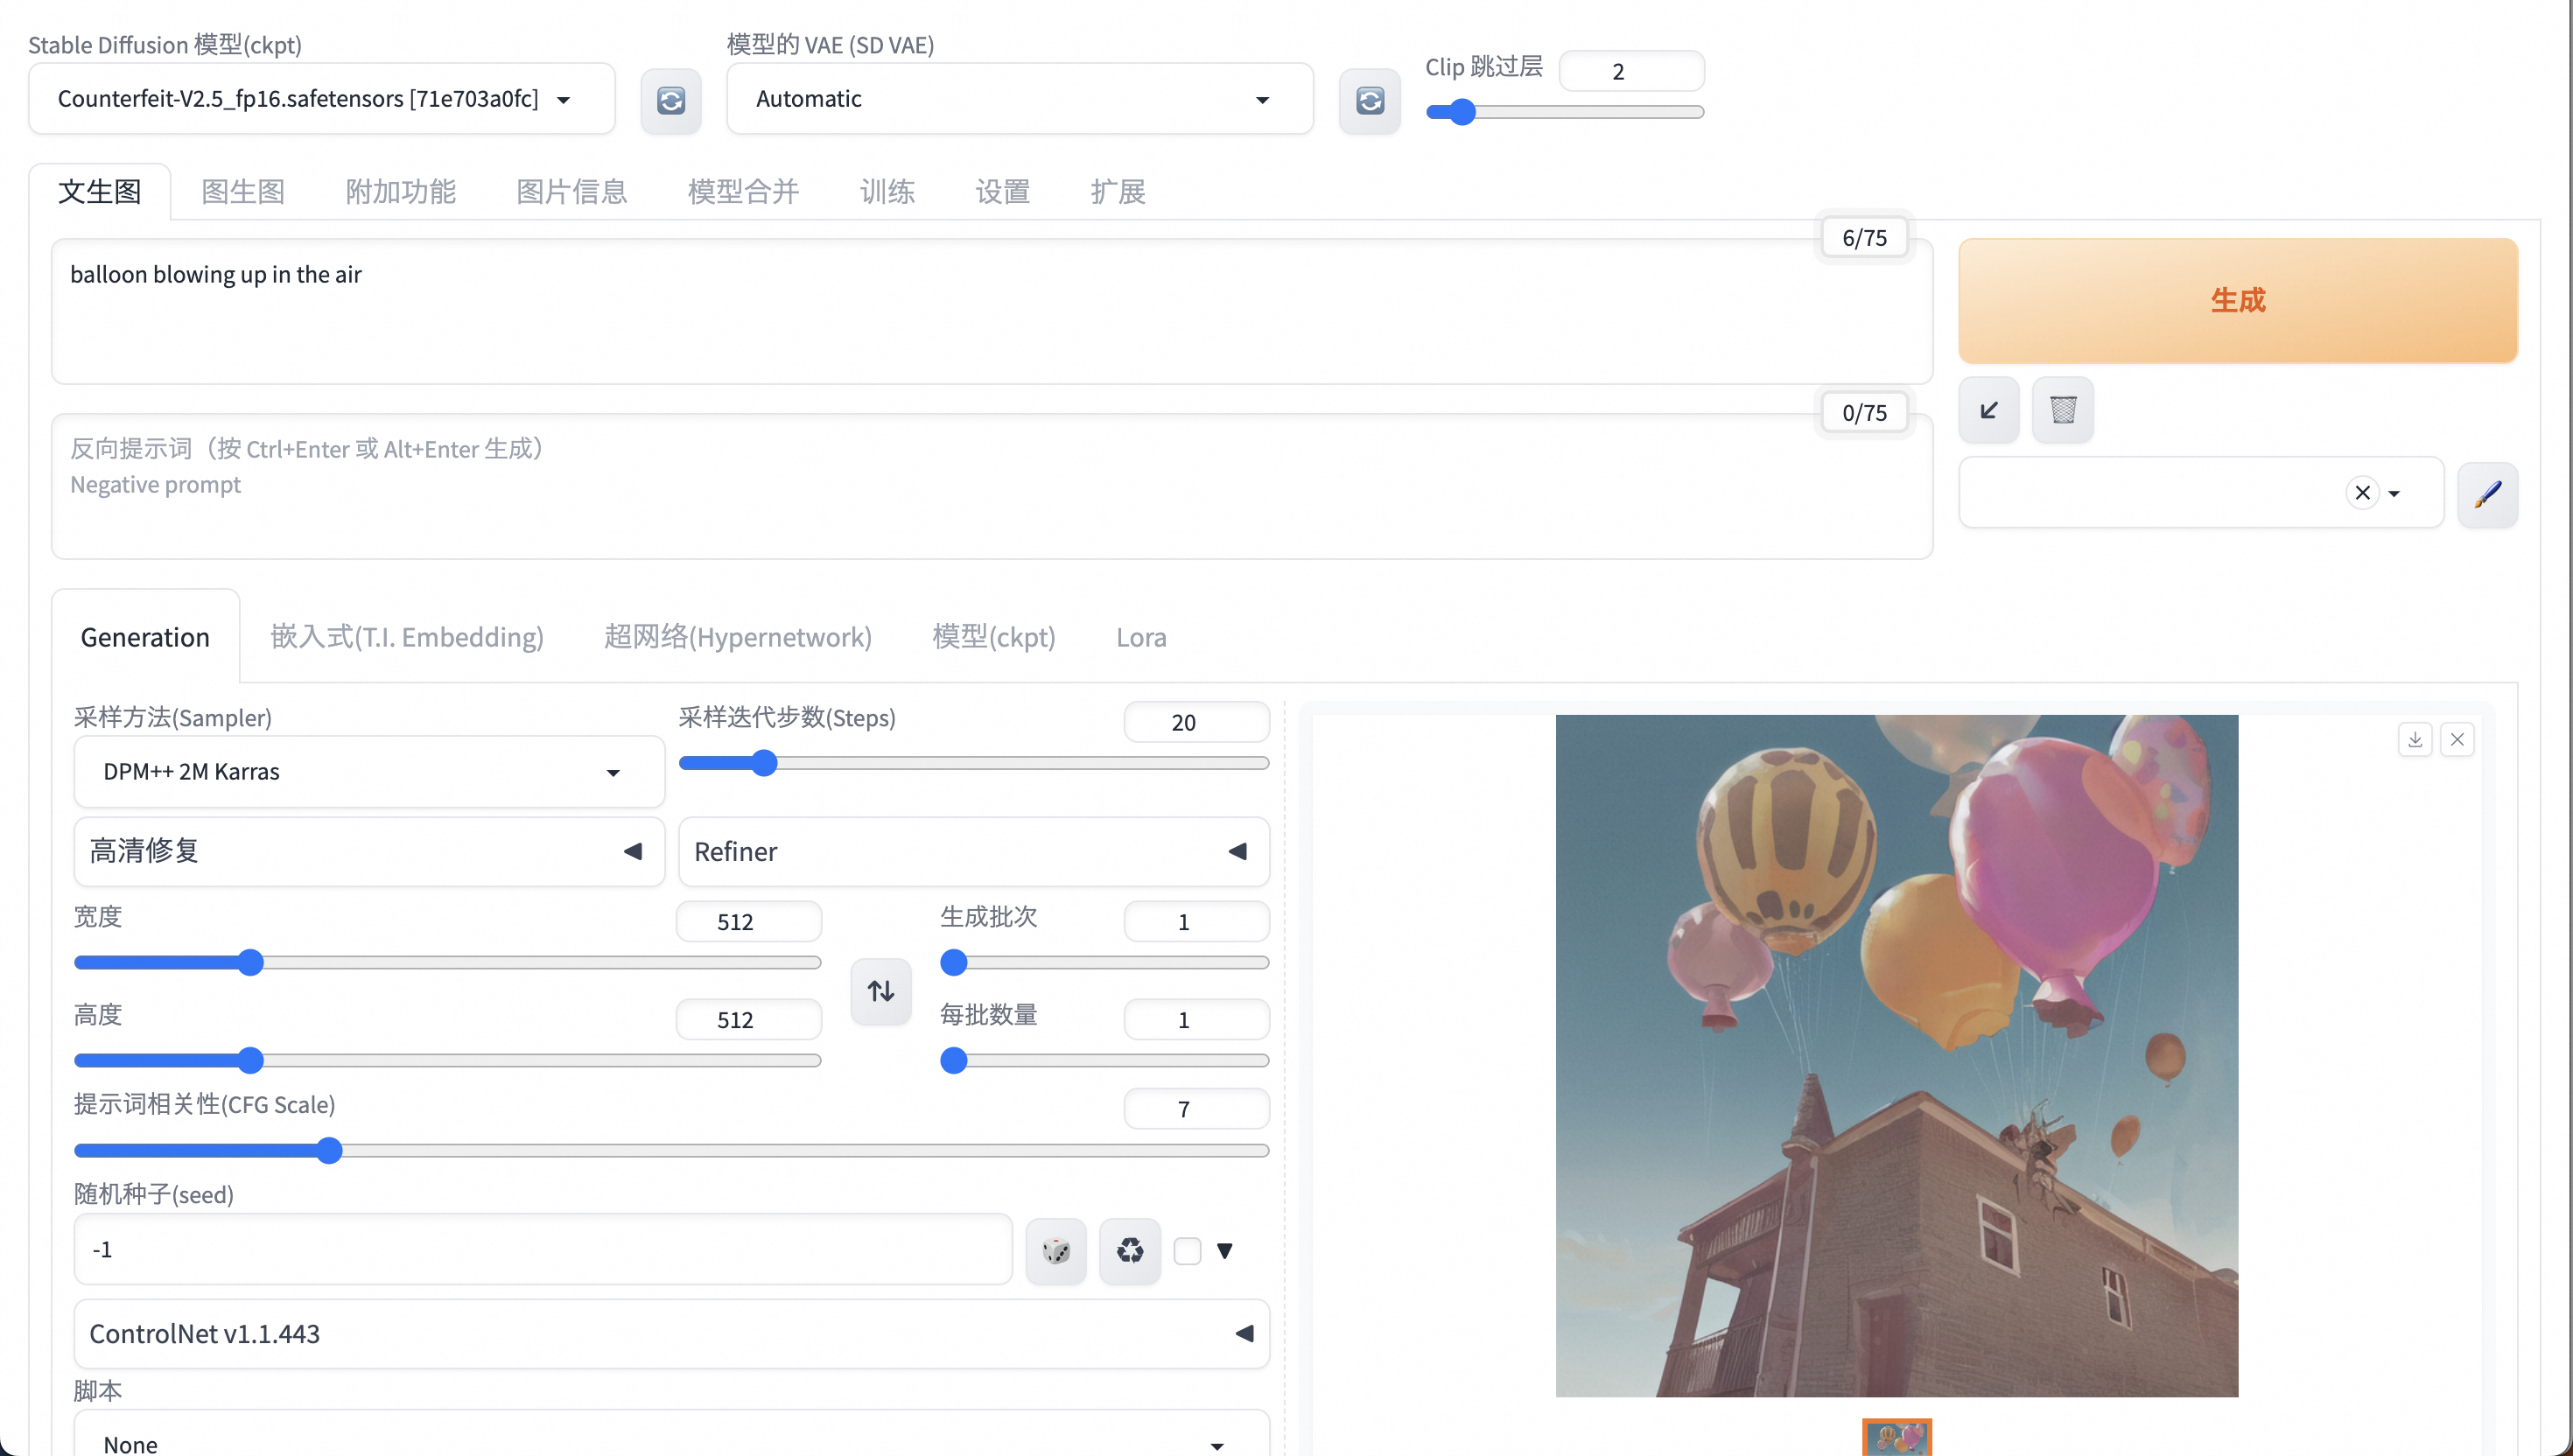 Stable Diffusion 模型(ckpt)
模型的 VAE (SD VAE)
Clip 跳过层
2
Counterfeit-V2.5_fp16.safetensors [71e703a0fc]
Automatic
文生图
图生图
附加功能
图片信息
模型合并
训练
设置
扩展
6/75
balloon blowing up in the air
生成
0/75
反向提示词（按 Ctrl+Enter 或 Alt+Enter 生成）
Negative prompt
Generation
嵌入式(T.I. Embedding)
超网络(Hypernetwork)
模型(ckpt)
Lora
采样方法(Sampler)
采样迭代步数(Steps)
20
DPM++ 2M Karras
高清修复
Refiner
宽度
512
生成批次
1
高度
512
每批数量
1
提示词相关性(CFG Scale)
7
随机种子(seed)
-1
ControlNet v1.1.443
脚本
None